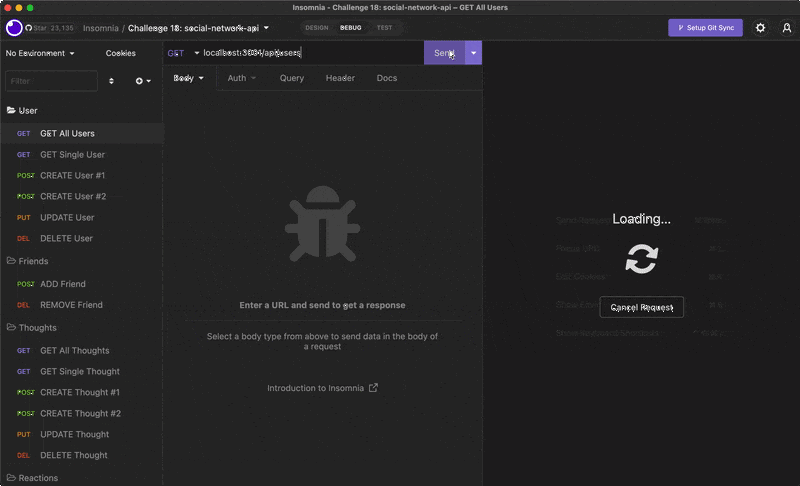 Insomnia - Challenge 18: social-network-api – GET All Users
Star 33,135
Insomnia / Challenge 18: social-network-api
DESIGN DEBUG TEST
Setup Git Sync
No Environment Cookies
GET localhost:3001/api/users
Send
Filter
Body Auth Query Header Docs
User
GET GET All Users
GET GET Single User
POST CREATE User #1
POST CREATE User #2
PUT UPDATE User
DEL DELETE User
Friends
POST ADD Friend
DEL REMOVE Friend
Thoughts
GET GET All Thoughts
GET GET Single Thought
POST CREATE Thought #1
POST CREATE Thought #2
PUT UPDATE Thought
DEL DELETE Thought
Reactions
Enter a URL and send to get a response
Select a body type from above to send data in the body of
a request
Introduction to Insomnia
Loading...
Cancel Request